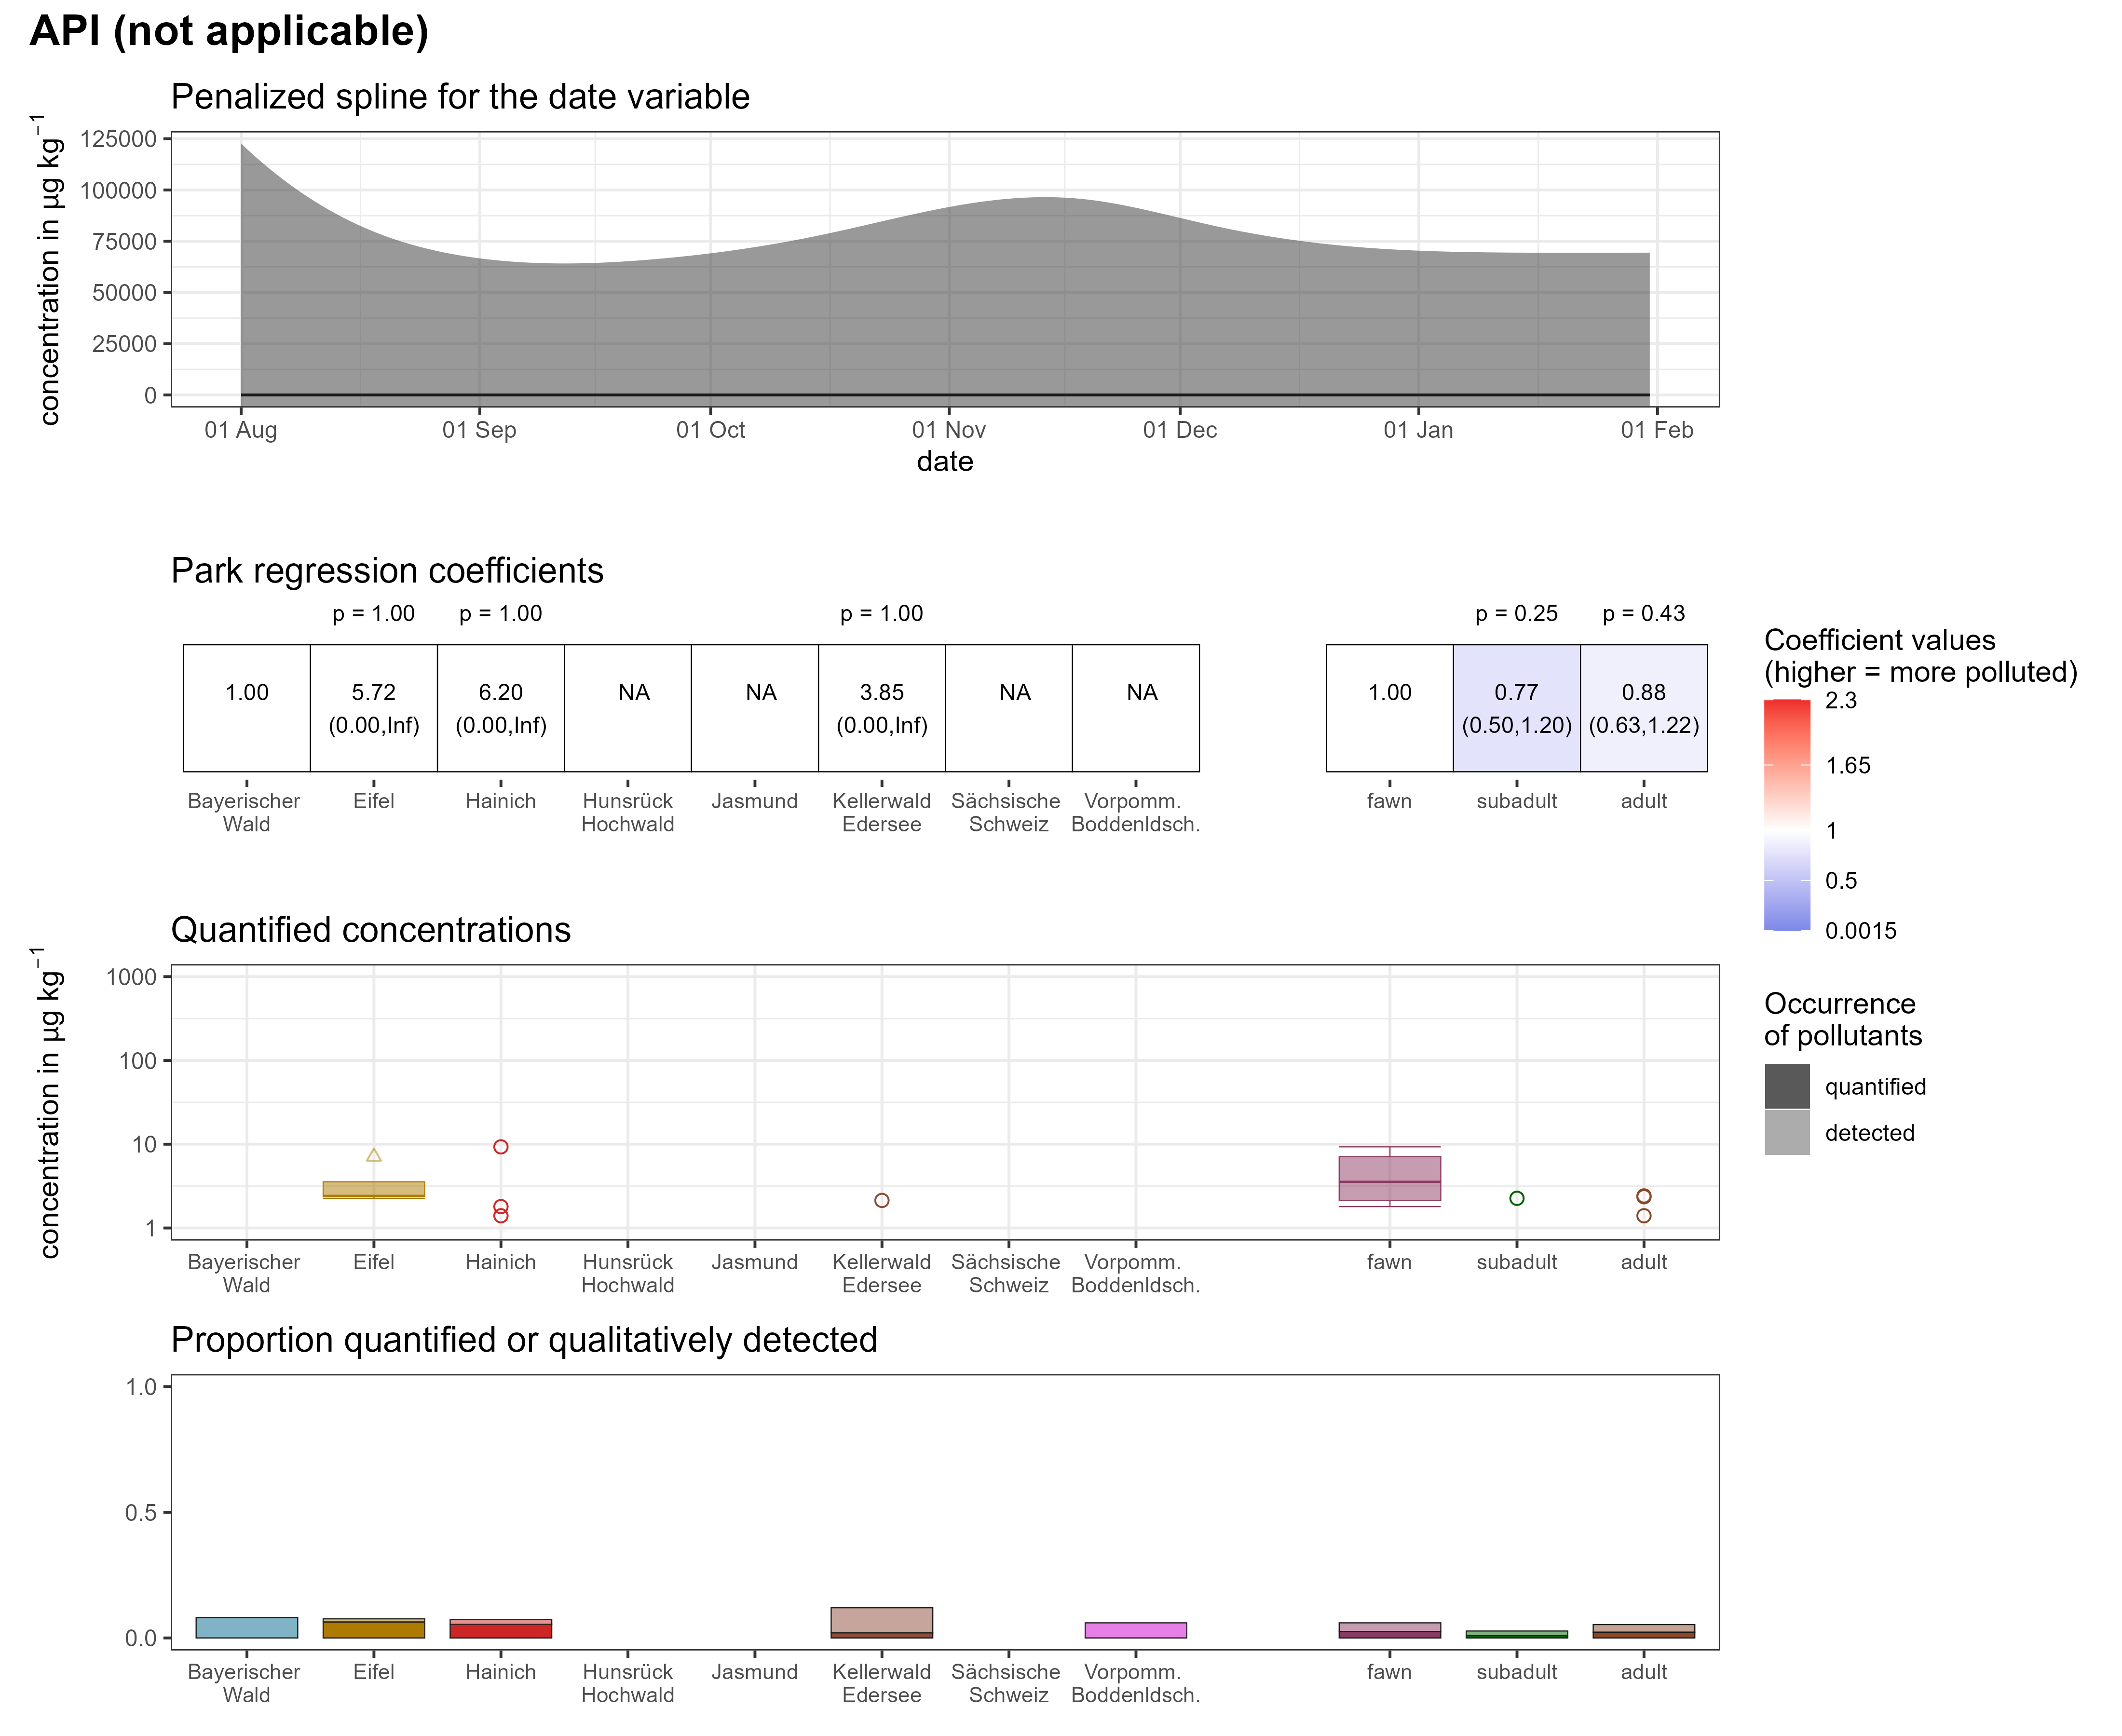 API (not applicable)
Penalized spline for the date variable
concentration in µg kg⁻¹
125000
100000
75000
50000
25000
0
01 Aug 01 Sep 01 Oct 01 Nov 01 Dec 01 Jan 01 Feb
date
Park regression coefficients
p = 1.00 p = 1.00 p = 1.00 p = 0.25 p = 0.43
1.00 5.72 6.20 NA NA 3.85 NA NA 1.00 0.77 0.88
(0.00,Inf) (0.00,Inf) (0.00,Inf) (0.50,1.20) (0.63,1.22)
Bayerischer Eifel Hainich Hunsrück Jasmund Kellerwald Sächsische Vorpomm. fawn subadult adult
Wald Hochwald Edersee Schweiz Boddenldsch.
Coefficient values
(higher = more polluted)
2.3
1.65
1
0.5
0.0015
Quantified concentrations
concentration in µg kg⁻¹
1000
100
10
1
Bayerischer Eifel Hainich Hunsrück Jasmund Kellerwald Sächsische Vorpomm. fawn subadult adult
Wald Hochwald Edersee Schweiz Boddenldsch.
Occurrence
of pollutants
quantified
detected
Proportion quantified or qualitatively detected
1.0
0.5
0.0
Bayerischer Eifel Hainich Hunsrück Jasmund Kellerwald Sächsische Vorpomm. fawn subadult adult
Wald Hochwald Edersee Schweiz Boddenldsch.